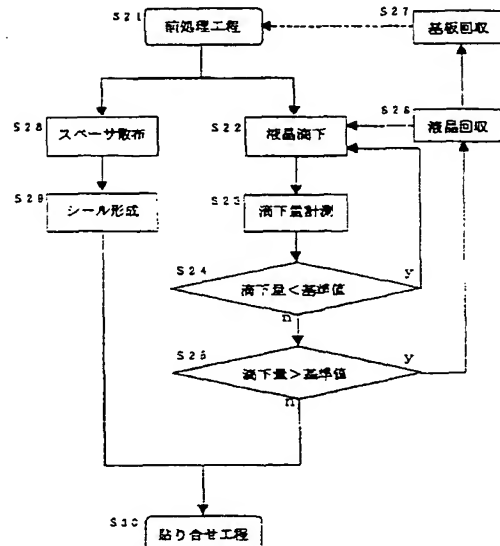 S21
前処理工程
S27
基板回収
S28
スペーサ散布
S22
液晶滴下
S26
液晶回収
S29
シール形成
S23
滴下量計測
S24
滴下量<基準値
y
n
S25
滴下量>基準値
y
n
S30
貼り合せ工程